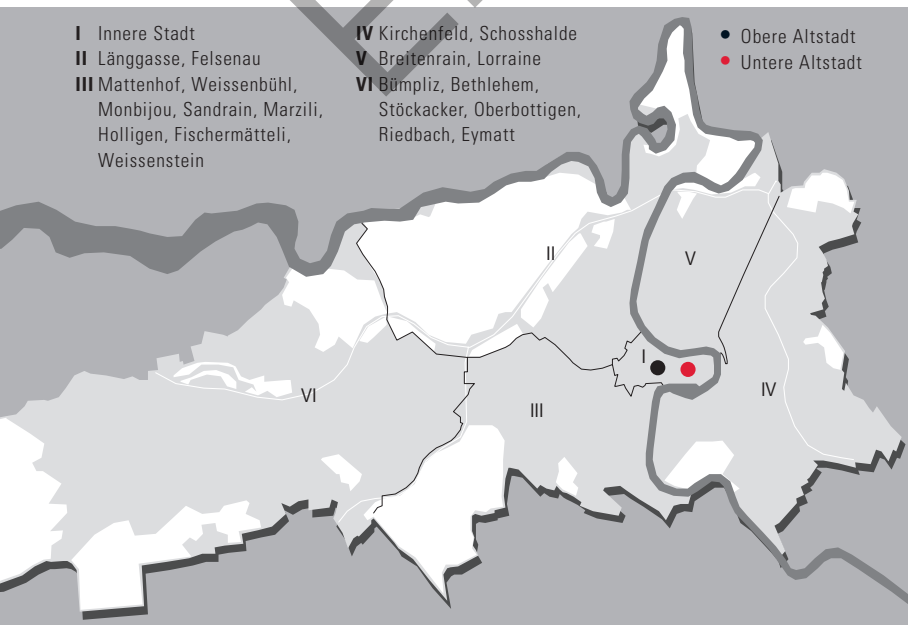 I Innere Stadt
II Länggasse, Felsenau
III Mattenhof, Weissenbühl,
Monbijou, Sandrain, Marzili,
Holligen, Fischermätteli,
Weissenstein
IV Kirchenfeld, Schosshalde
V Breitenrain, Lorraine
VI Bümpliz, Bethlehem,
Stöckacker, Oberbottigen,
Riedbach, Eymatt
Obere Altstadt
Untere Altstadt
II
V
I
VI
III
IV